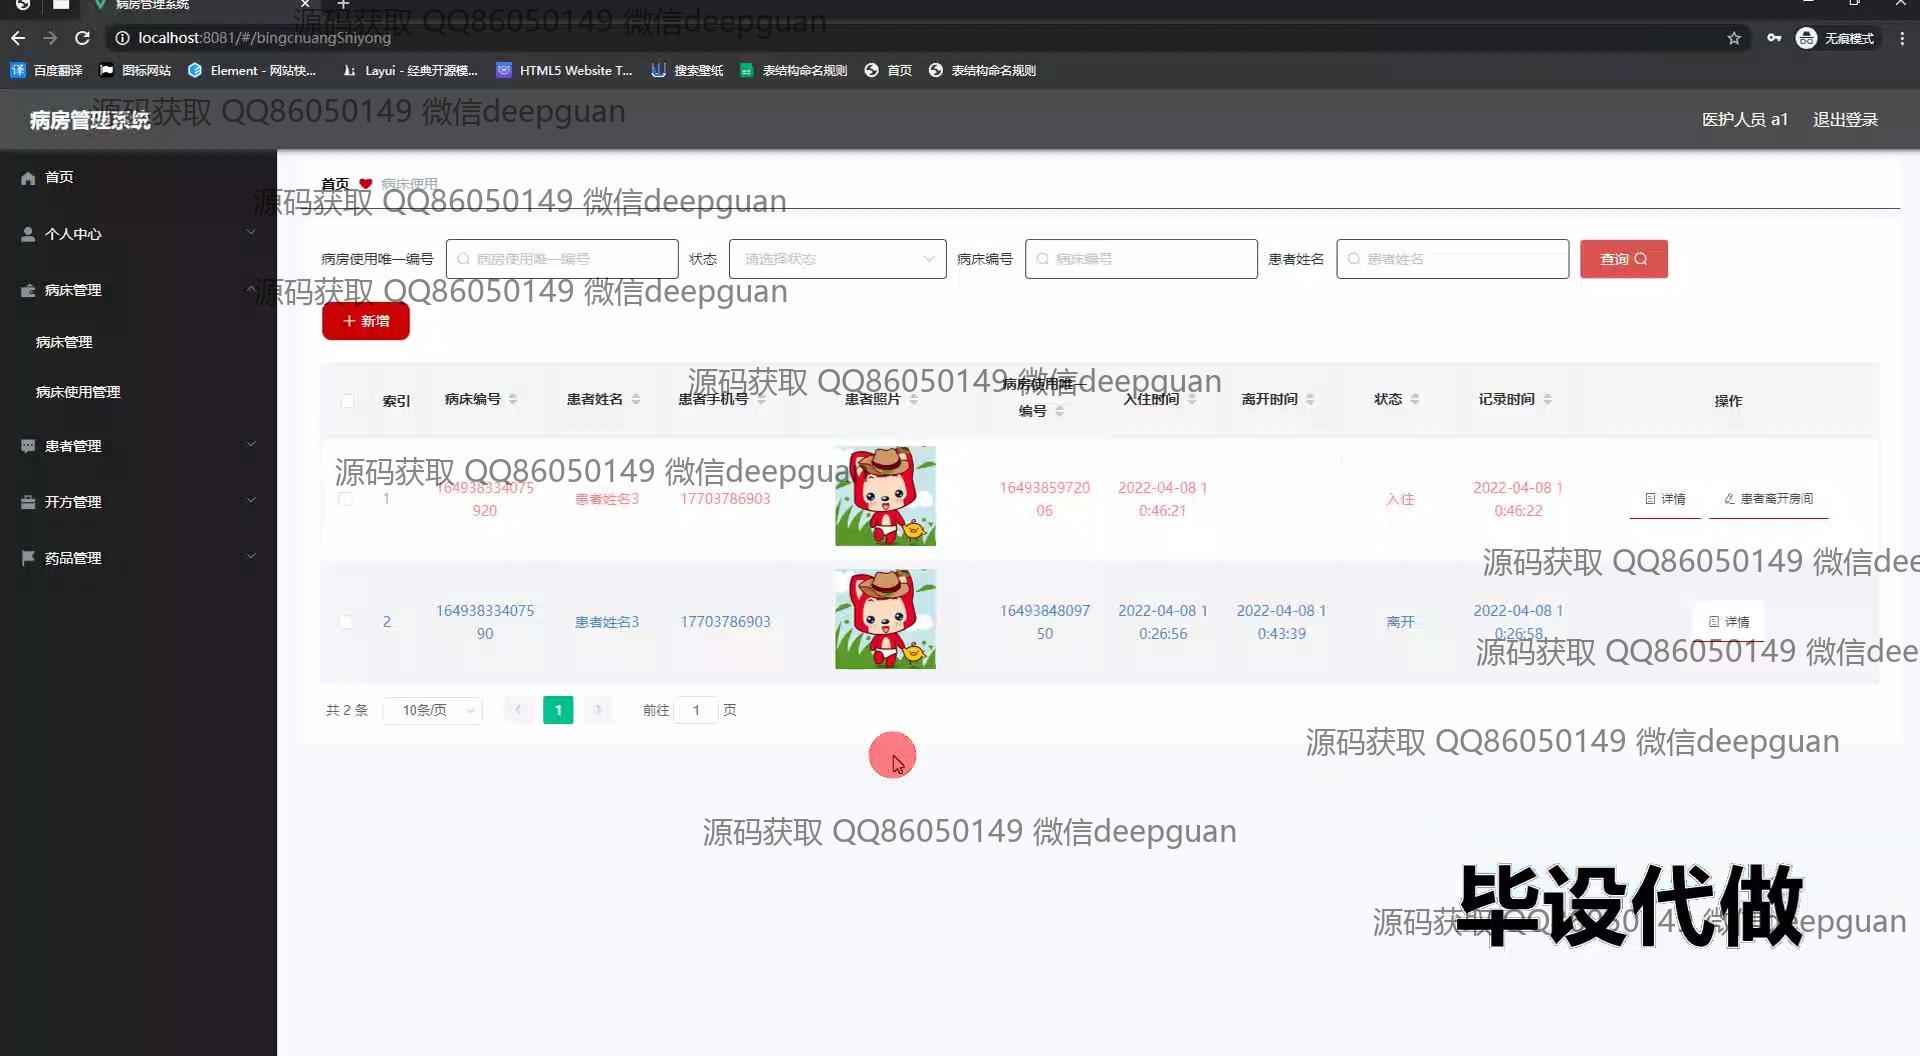 病房管理系统
localhost:8081/#/bingchuangShiyong
无痕模式
百度翻译
图标网站
Element - 网站快...
Layui - 经典开源模...
HTML5 Website T...
搜索壁纸
表结构命名规则
首页
表结构命名规则
源码获取 QQ86050149 微信deepguan
病房管理系统
源码获取 QQ86050149 微信deepguan
医护人员 a1
退出登录
首页
个人中心
病床管理
病床管理
病床使用管理
患者管理
开方管理
药品管理
首页 病床使用
源码获取 QQ86050149 微信deepguan
病房使用唯一编号 病房使用唯一编号 状态 请选择状态 病床编号 病床编号 患者姓名 患者姓名 查询
源码获取 QQ86050149 微信deepguan
新增
源码获取 QQ86050149 微信deepguan
索引 病床编号 患者姓名 患者手机号 患者照片 病房使用唯一编号 入住时间 离开时间 状态 记录时间 操作
源码获取 QQ86050149 微信deepgua
1 164938334075920 患者姓名3 17703786903 1649385972006 2022-04-08 10:46:21 入住 2022-04-08 10:46:22 详情 患者离开房间
源码获取 QQ86050149 微信dee
2 16493833407590 患者姓名3 17703786903 1649384809750 2022-04-08 10:26:56 2022-04-08 10:43:39 离开 2022-04-08 10:26:58 详情
源码获取 QQ86050149 微信dee
共 2 条 10条/页 1 前往 1 页
源码获取 QQ86050149 微信deepguan
源码获取 QQ86050149 微信deepguan
毕设代做
源码获取 QQ86050149 微信deepguan